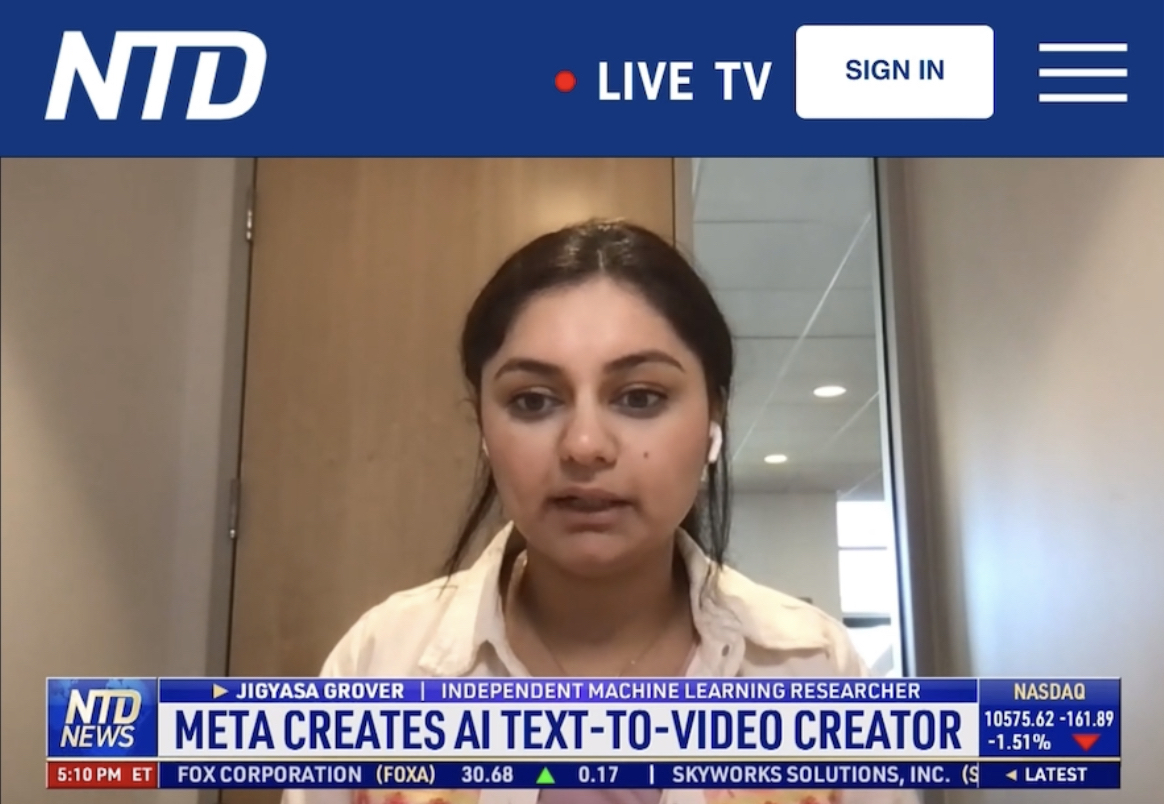 NTD
LIVE TV
SIGN IN
NTD NEWS
▶ JIGYASA GROVER | INDEPENDENT MACHINE LEARNING RESEARCHER
META CREATES AI TEXT-TO-VIDEO CREATOR
NASDAQ
10575.62 -161.89
-1.51% ▼
5:10 PM ET
FOX CORPORATION (FOXA) 30.68 ▲ 0.17 | SKYWORKS SOLUTIONS, INC. (S
◀ LATEST